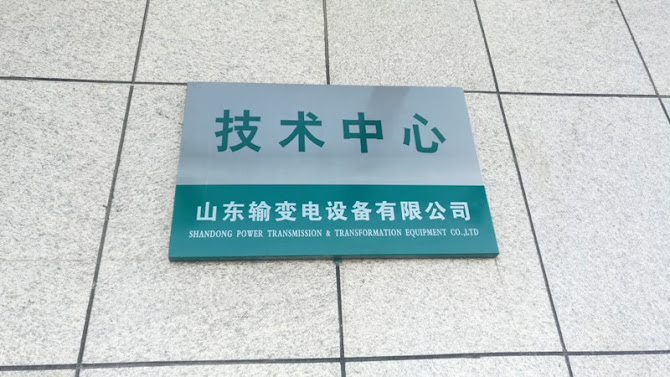 技术中心
山东输变电设备有限公司
SHANDONG POWER TRANSMISSION & TRANSFORMATION EQUIPMENT CO.,LTD